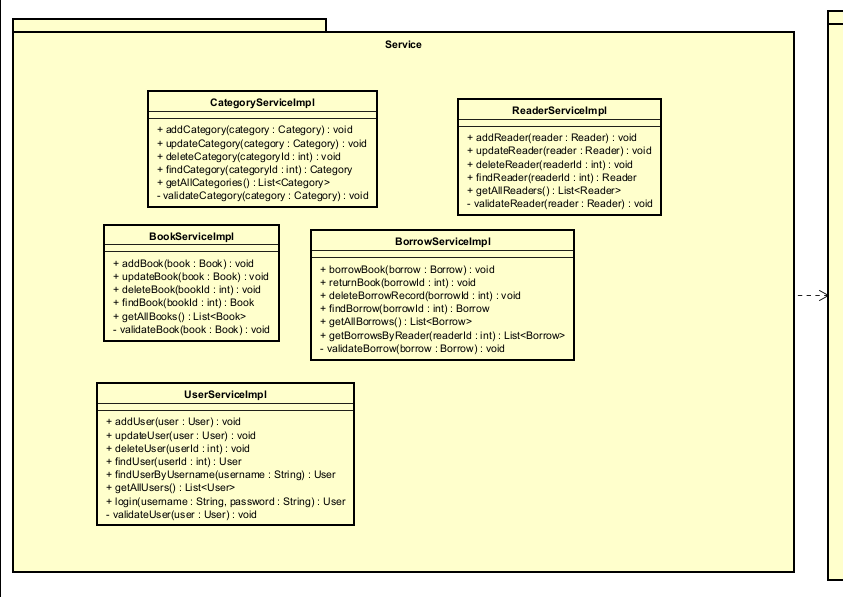 Service
CategoryServiceImpl
+ addCategory(category : Category) : void
+ updateCategory(category : Category) : void
+ deleteCategory(categoryId : int) : void
+ findCategory(categoryId : int) : Category
+ getAllCategories() : List<Category>
- validateCategory(category : Category) : void
ReaderServiceImpl
+ addReader(reader : Reader) : void
+ updateReader(reader : Reader) : void
+ deleteReader(readerId : int) : void
+ findReader(readerId : int) : Reader
+ getAllReaders() : List<Reader>
- validateReader(reader : Reader) : void
BookServiceImpl
+ addBook(book : Book) : void
+ updateBook(book : Book) : void
+ deleteBook(bookId : int) : void
+ findBook(bookId : int) : Book
+ getAllBooks() : List<Book>
- validateBook(book : Book) : void
BorrowServiceImpl
+ borrowBook(borrow : Borrow) : void
+ returnBook(borrowId : int) : void
+ deleteBorrowRecord(borrowId : int) : void
+ findBorrow(borrowId : int) : Borrow
+ getAllBorrows() : List<Borrow>
+ getBorrowsByReader(readerId : int) : List<Borrow>
- validateBorrow(borrow : Borrow) : void
UserServiceImpl
+ addUser(user : User) : void
+ updateUser(user : User) : void
+ deleteUser(userId : int) : void
+ findUser(userId : int) : User
+ findUserByUsername(username : String) : User
+ getAllUsers() : List<User>
+ login(username : String, password : String) : User
- validateUser(user : User) : void